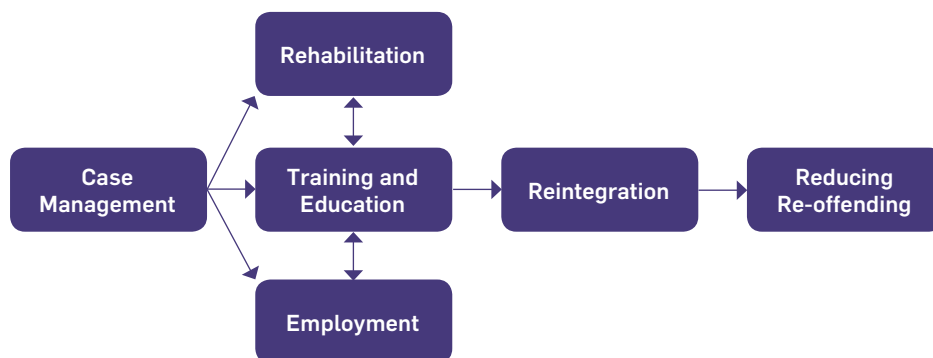 Rehabilitation
Case
Management
Training and
Education
Reintegration
Reducing
Re-offending
Employment